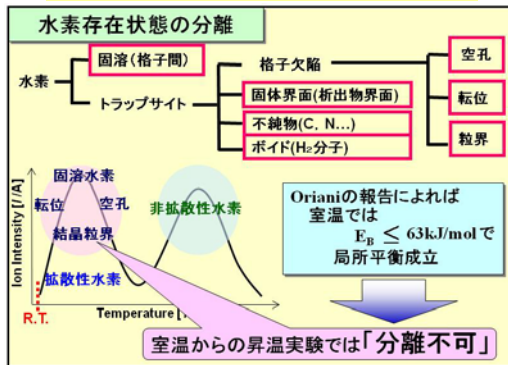 水素存在状態の分離
固溶(格子間)
水素
トラップサイト
格子欠陥
固体界面(析出物界面)
不純物(C, N...)
ボイド(H₂分子)
空孔
転位
粒界
Ion Intensity [I/A]
固溶水素
転位 空孔
結晶粒界
拡散性水素
非拡散性水素
R.T.
Temperature [
Orianiの報告によれば
室温では
E_B ≤ 63kJ/molで
局所平衡成立
室温からの昇温実験では「分離不可」